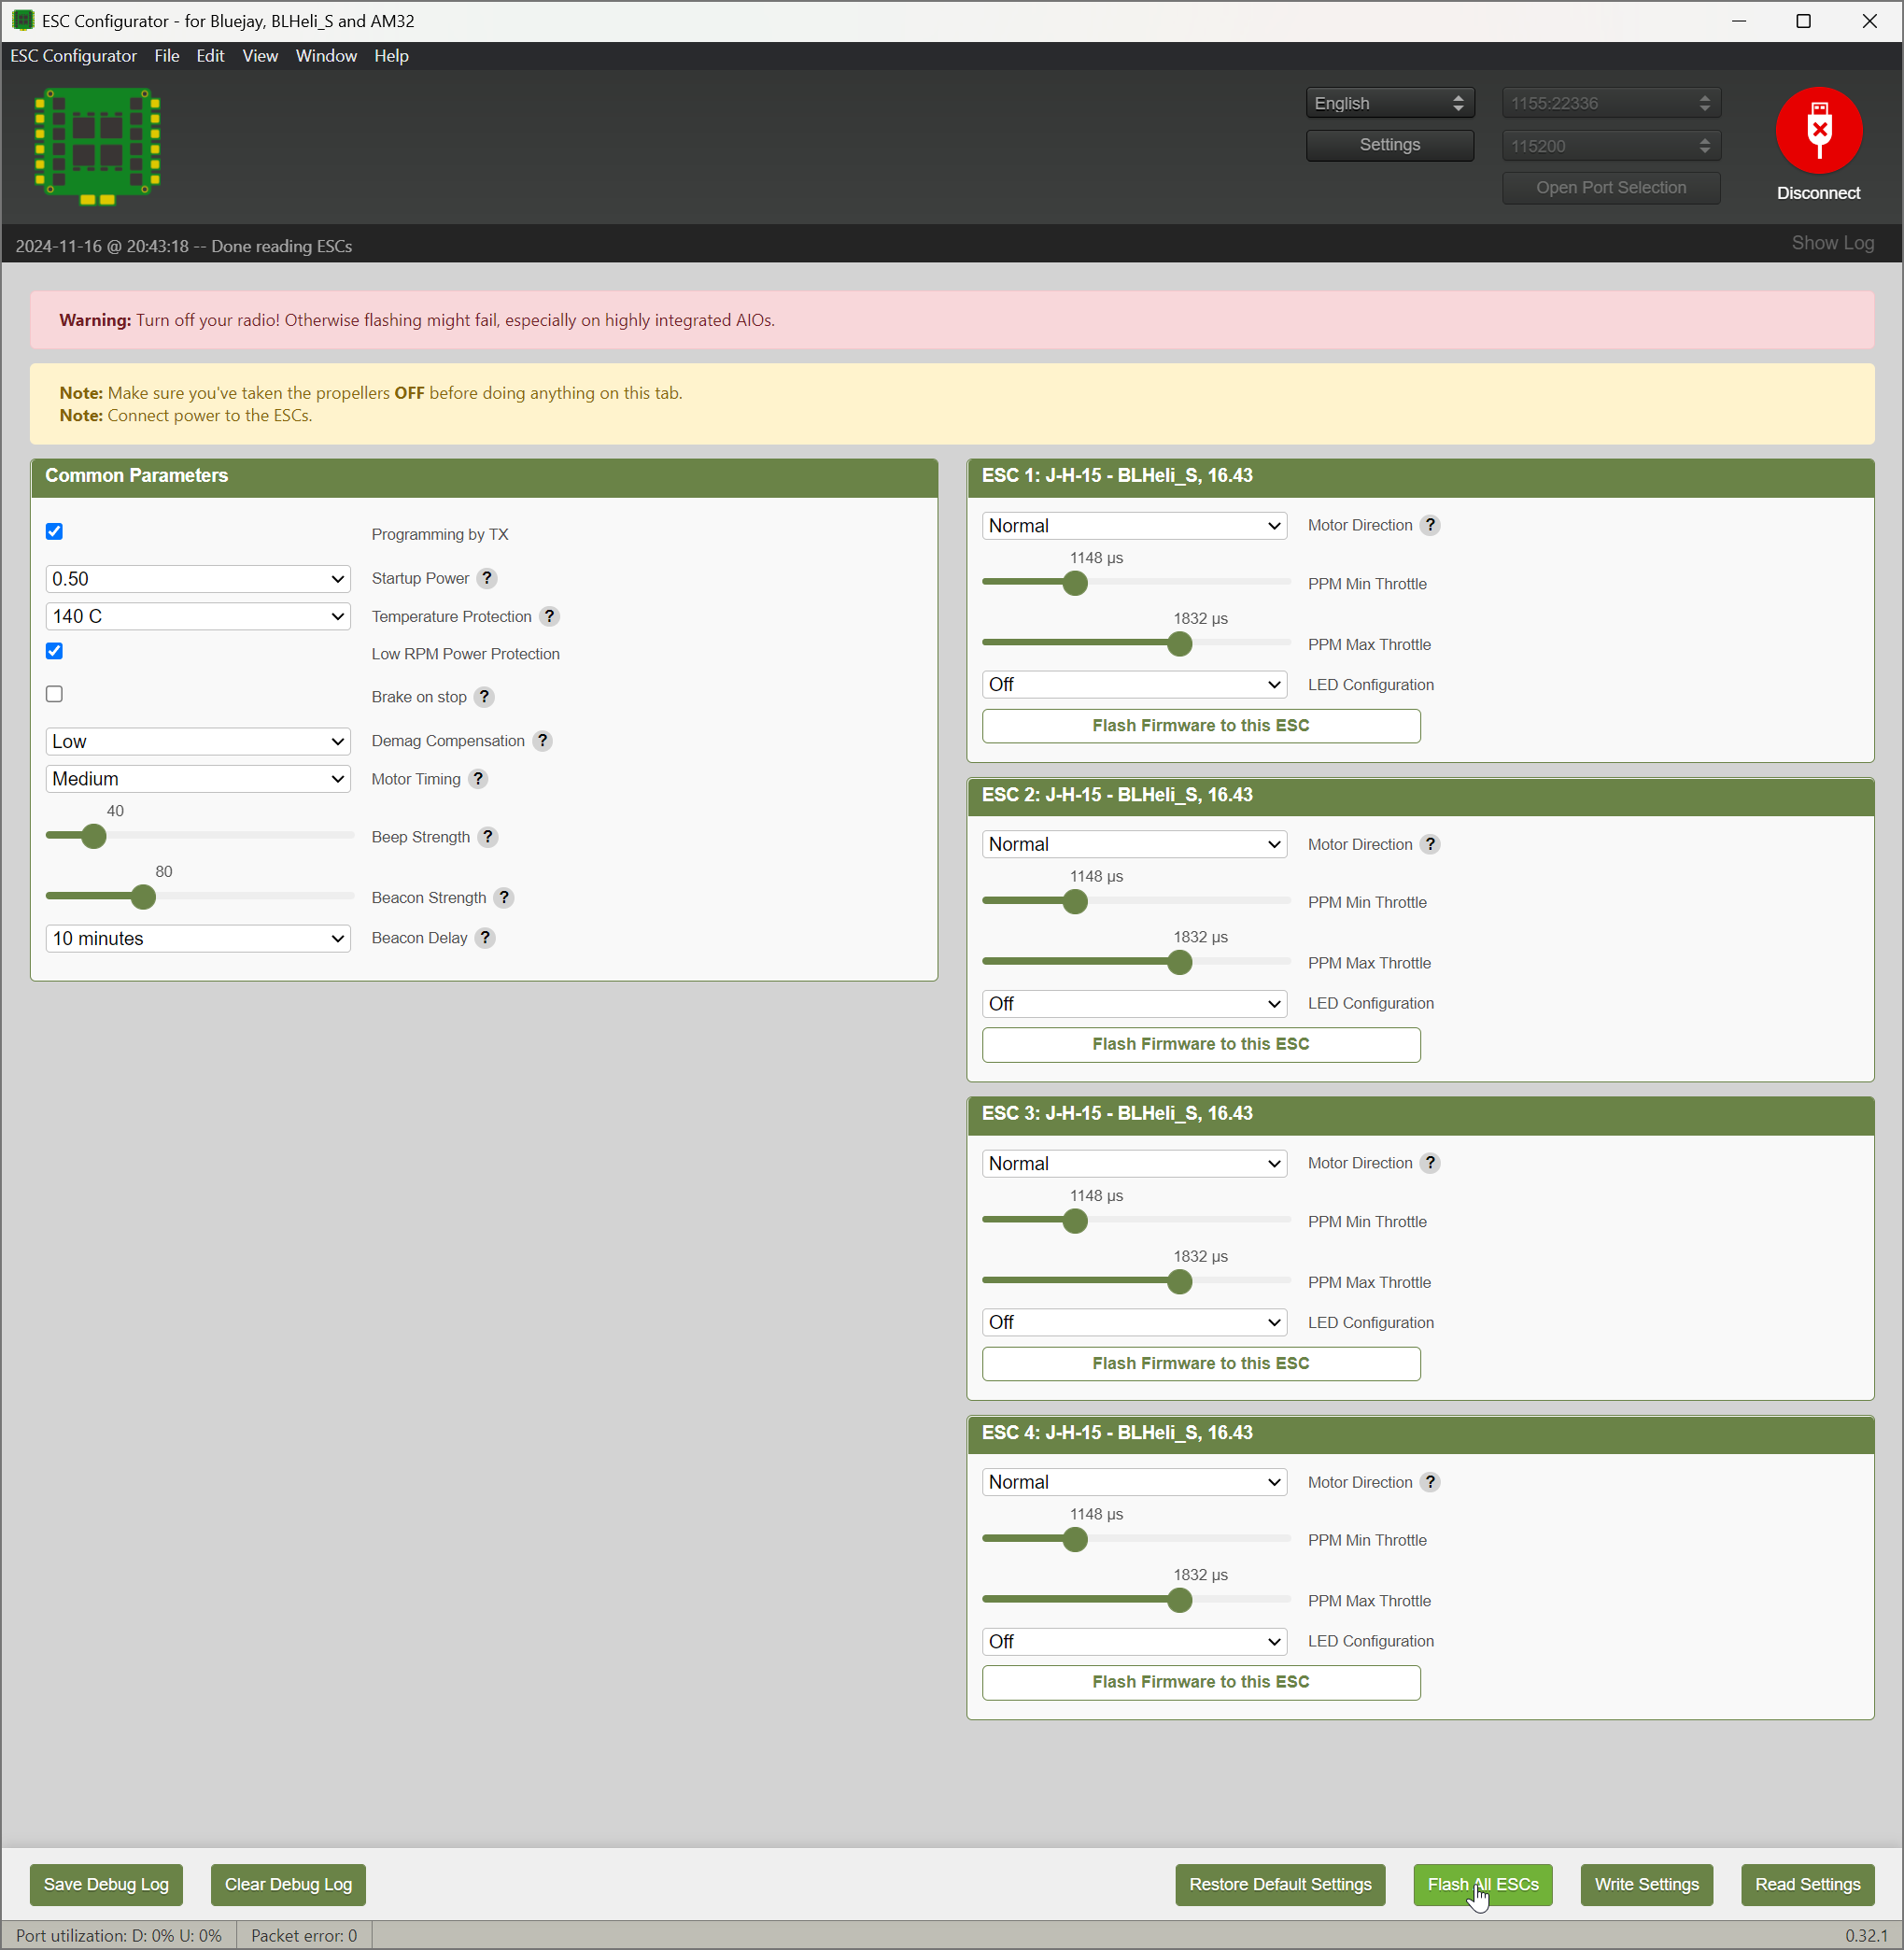 ESC Configurator - for Bluejay, BLHeli_S and AM32
ESC Configurator File Edit View Window Help
English
1155:22336
Settings
115200
Open Port Selection
Disconnect
2024-11-16 @ 20:43:18 -- Done reading ESCs
Show Log
Warning: Turn off your radio! Otherwise flashing might fail, especially on highly integrated AIOs.
Note: Make sure you've taken the propellers OFF before doing anything on this tab.
Note: Connect power to the ESCs.
Common Parameters
Programming by TX
0.50 Startup Power ?
140 C Temperature Protection ?
Low RPM Power Protection
Brake on stop ?
Low Demag Compensation ?
Medium Motor Timing ?
40
Beep Strength ?
80
Beacon Strength ?
10 minutes Beacon Delay ?
ESC 1: J-H-15 - BLHeli_S, 16.43
Normal Motor Direction ?
1148 µs
PPM Min Throttle
1832 µs
PPM Max Throttle
Off LED Configuration
Flash Firmware to this ESC
ESC 2: J-H-15 - BLHeli_S, 16.43
Normal Motor Direction ?
1148 µs
PPM Min Throttle
1832 µs
PPM Max Throttle
Off LED Configuration
Flash Firmware to this ESC
ESC 3: J-H-15 - BLHeli_S, 16.43
Normal Motor Direction ?
1148 µs
PPM Min Throttle
1832 µs
PPM Max Throttle
Off LED Configuration
Flash Firmware to this ESC
ESC 4: J-H-15 - BLHeli_S, 16.43
Normal Motor Direction ?
1148 µs
PPM Min Throttle
1832 µs
PPM Max Throttle
Off LED Configuration
Flash Firmware to this ESC
Save Debug Log Clear Debug Log Restore Default Settings Flash All ESCs Write Settings Read Settings
Port utilization: D: 0% U: 0% Packet error: 0 0.32.1